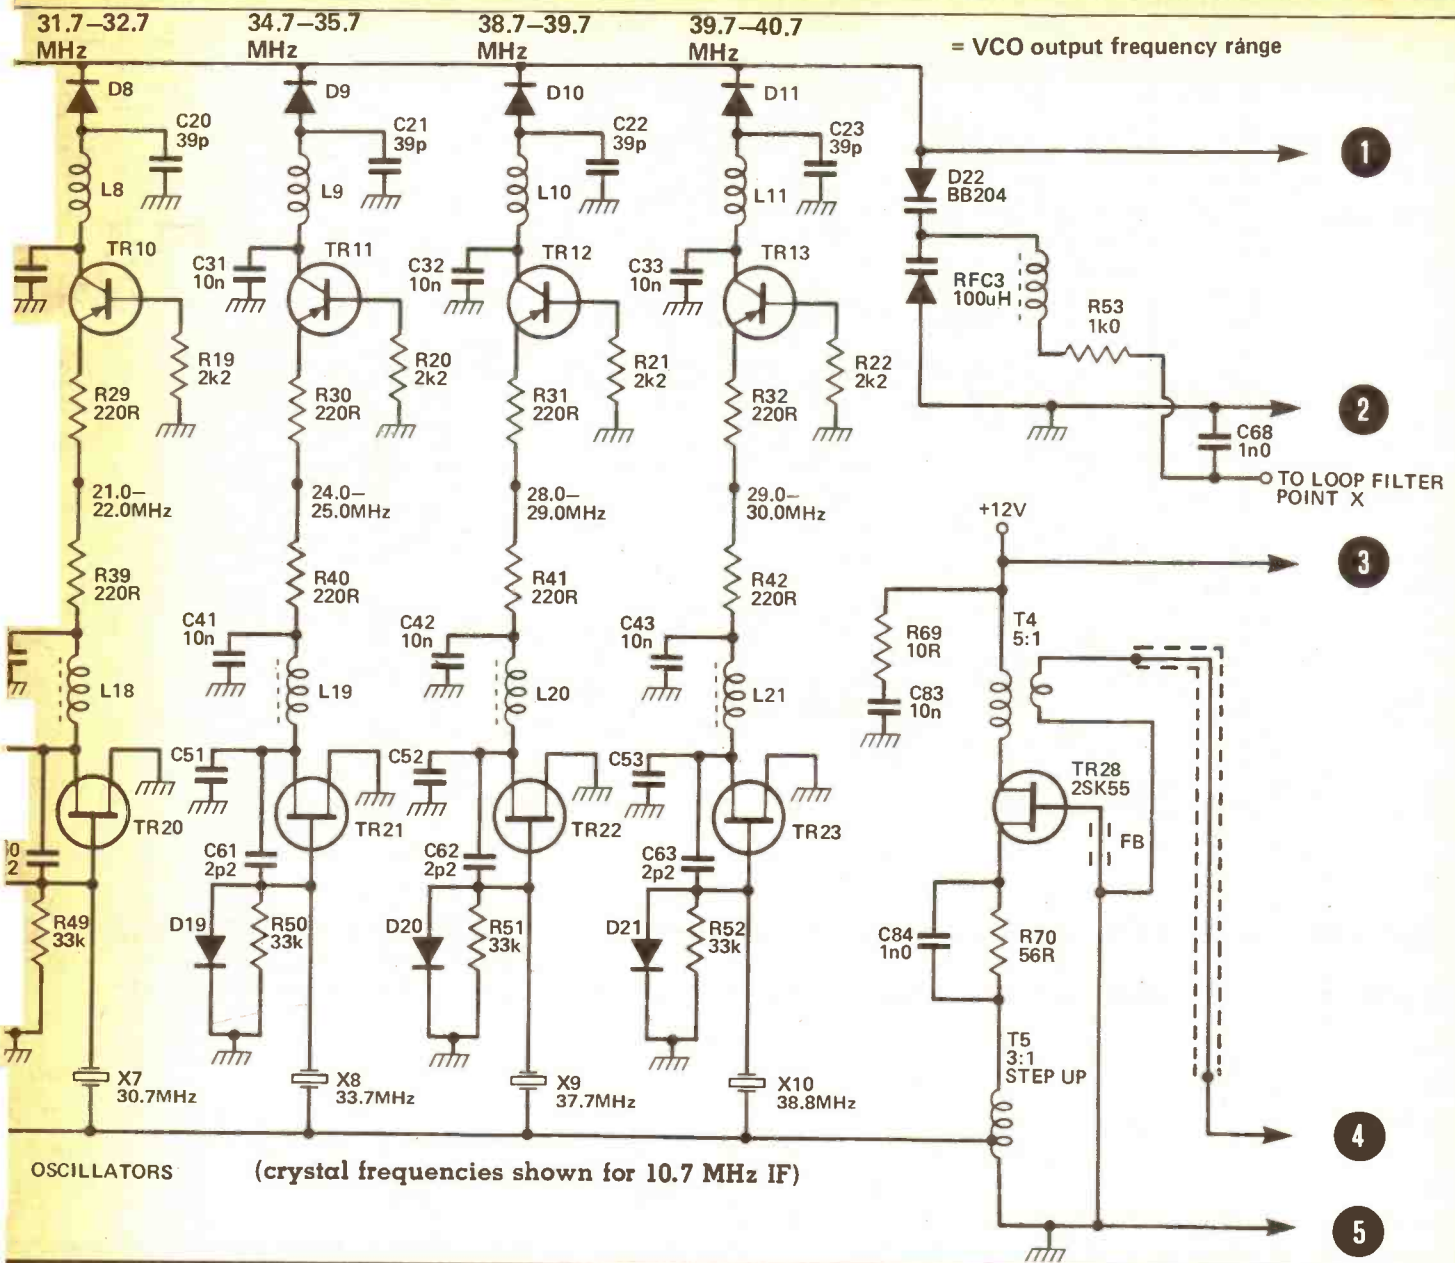 31.7–32.7
MHz
34.7–35.7
MHz
38.7–39.7
MHz
39.7–40.7
MHz
= VCO output frequency range
D8
D9
D10
D11
C20
39p
C21
39p
C22
39p
C23
39p
1
D22
BB204
L8
L9
L10
L11
TR10
TR11
TR12
TR13
C31
10n
C32
10n
C33
10n
RFC3
100uH
R53
1k0
R19
2k2
R20
2k2
R21
2k2
R22
2k2
R29
220R
R30
220R
R31
220R
R32
220R
2
C68
1n0
TO LOOP FILTER
POINT X
21.0–
22.0MHz
24.0–
25.0MHz
28.0–
29.0MHz
29.0–
30.0MHz
+12V
3
R39
220R
R40
220R
R41
220R
R42
220R
C41
10n
C42
10n
C43
10n
R69
10R
T4
5:1
L18
L19
L20
L21
C83
10n
C51
C52
C53
TR28
2SK55
TR20
TR21
TR22
TR23
FB
0
2
C61
2p2
C62
2p2
C63
2p2
R49
33k
D19
R50
33k
D20
R51
33k
D21
R52
33k
C84
1n0
R70
56R
T5
3:1
STEP UP
X7
30.7MHz
X8
33.7MHz
X9
37.7MHz
X10
38.8MHz
4
OSCILLATORS
(crystal frequencies shown for 10.7 MHz IF)
5